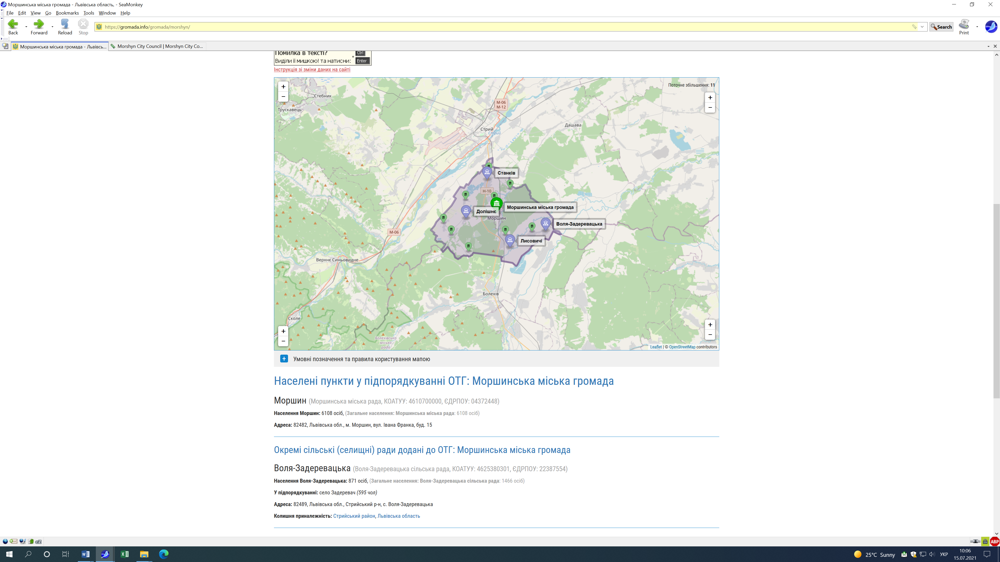 Моршинська міська громада - Львівська область, - SeaMonkey
File Edit View Go Bookmarks Tools Window Help
Back Forward Reload Stop https://gromada.info/gromada/morshyn/ Search Print
Моршинська міська громада - Львівсь... Morshyn City Council | Morshyn City Co...
Помилка в тексті? Ctrl
+
Виділи її мишкою! та натисни: Enter
Інструкція зі зміни даних на сайті
Поточне збільшення: 11
+
−
+
−
Стебник
М-06
М-12
Трускавець
Дашава
Стрий
Стрий
Станків
Н-10
Моршинська міська громада
Долішнє
Моршин
Воля-Задеревацька
М-06
Лисовичі
Верхнє Синьовидне
Болехів
Сколе
+
−
+
−
Болехівська
міська
рада
Leaflet | © OpenStreetMap contributors
+ Умовні позначення та правила користування мапою
Населені пункти у підпорядкуванні ОТГ: Моршинська міська громада
Моршин (Моршинська міська рада, КОАТУУ: 4610700000, ЄДРПОУ: 04372448)
Населення Моршин: 6108 осіб, (Загальне населення: Моршинська міська рада: 6108 осіб)
Адреса: 82482, Львівська обл., м. Моршин, вул. Івана Франка, буд. 15
Окремі сільські (селищні) ради додані до ОТГ: Моршинська міська громада
Воля-Задеревацька (Воля-Задеревацька сільська рада, КОАТУУ: 4625380301, ЄДРПОУ: 22387554)
Населення Воля-Задеревацька: 871 осіб, (Загальне населення: Воля-Задеревацька сільська рада: 1466 осіб)
У підпорядкуванні: село Задеревач (595 чол)
Адреса: 82489, Львівська обл., Стрийський р-н, с. Воля-Задеревацька
Колишня приналежність: Стрийський район, Львівська область
cZ
ABP
25°C Sunny
УКР
10:06
15.07.2021